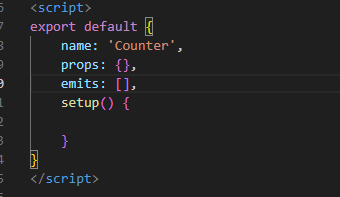 <script>
export default {
    name: 'Counter',
    props: {},
    emits: [],
    setup() {

    }
}
</script>